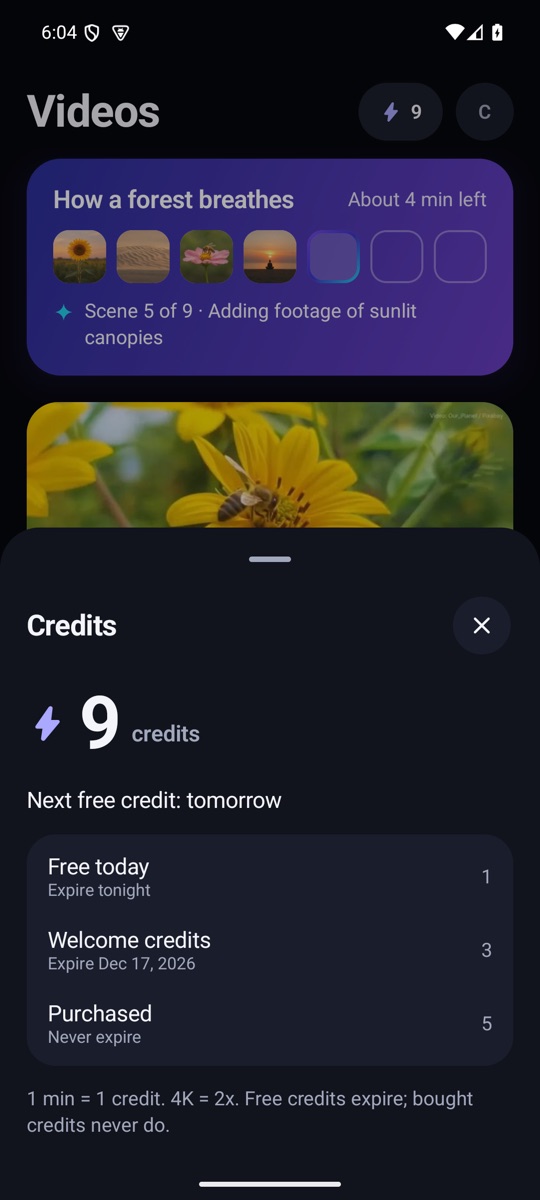 6:04
Videos
9
C
How a forest breathes
About 4 min left
Scene 5 of 9 · Adding footage of sunlit
canopies
Credits
9 credits
Next free credit: tomorrow
Free today
Expire tonight
1
Welcome credits
Expire Dec 17, 2026
3
Purchased
Never expire
5
1 min = 1 credit. 4K = 2x. Free credits expire; bought
credits never do.